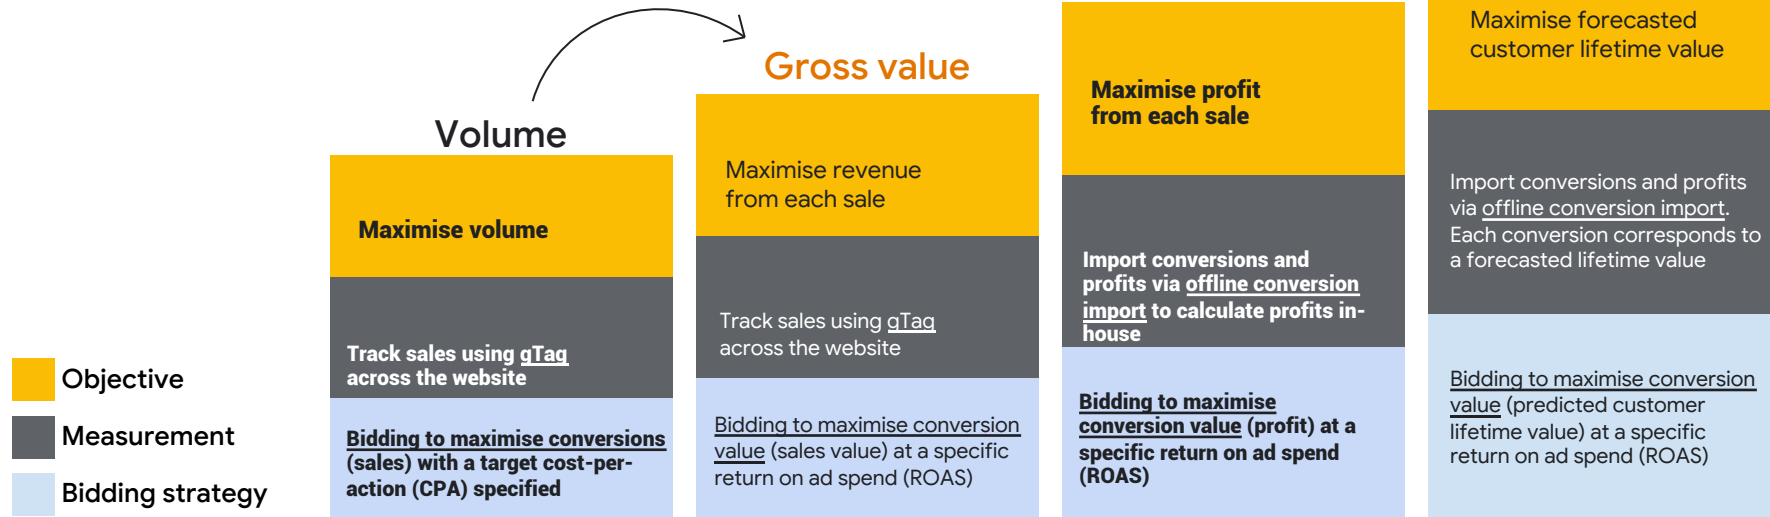 Volume
Gross value
Maximise volume
Track sales using gTag
across the website
Bidding to maximise conversions
(sales) with a target cost-per-
action (CPA) specified
Maximise revenue
from each sale
Track sales using gTag
across the website
Bidding to maximise conversion
value (sales value) at a specific
return on ad spend (ROAS)
Maximise profit
from each sale
Import conversions and
profits via offline conversion
import to calculate profits in-
house
Bidding to maximise
conversion value (profit) at a
specific return on ad spend
(ROAS)
Maximise forecasted
customer lifetime value
Import conversions and profits
via offline conversion import.
Each conversion corresponds to
a forecasted lifetime value
Bidding to maximise conversion
value (predicted customer
lifetime value) at a specific
return on ad spend (ROAS)
Objective
Measurement
Bidding strategy